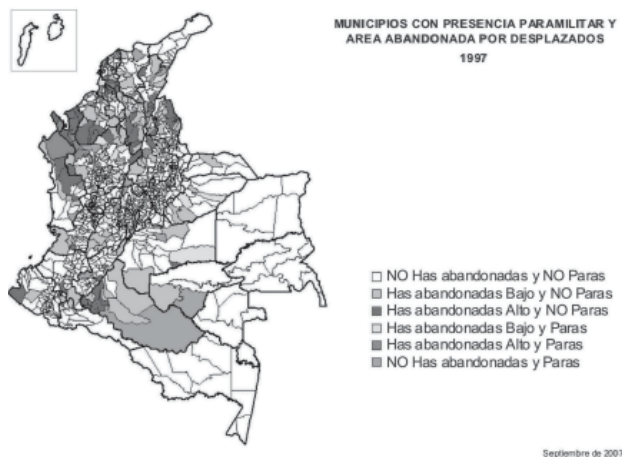 MUNICIPIOS CON PRESENCIA PARAMILITAR Y
AREA ABANDONADA POR DESPLAZADOS
1997
NO Has abandonadas y NO Paras
Has abandonadas Bajo y NO Paras
Has abandonadas Alto y NO Paras
Has abandonadas Bajo y Paras
Has abandonadas Alto y Paras
NO Has abandonadas y Paras
Septiembre de 2007